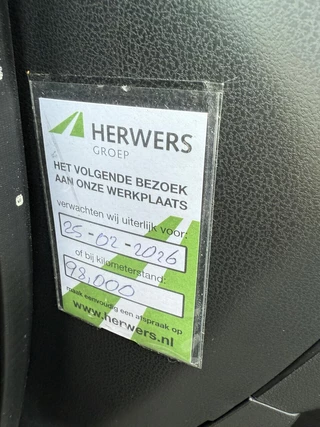 HERWERS
GROEP
HET VOLGENDE BEZOEK
AAN ONZE WERKPLAATS
verwachten wij uiterlijk voor:
25-02-2026
of bij kilometerstand:
98,000
maak eenvoudig een afspraak op
www.herwers.nl